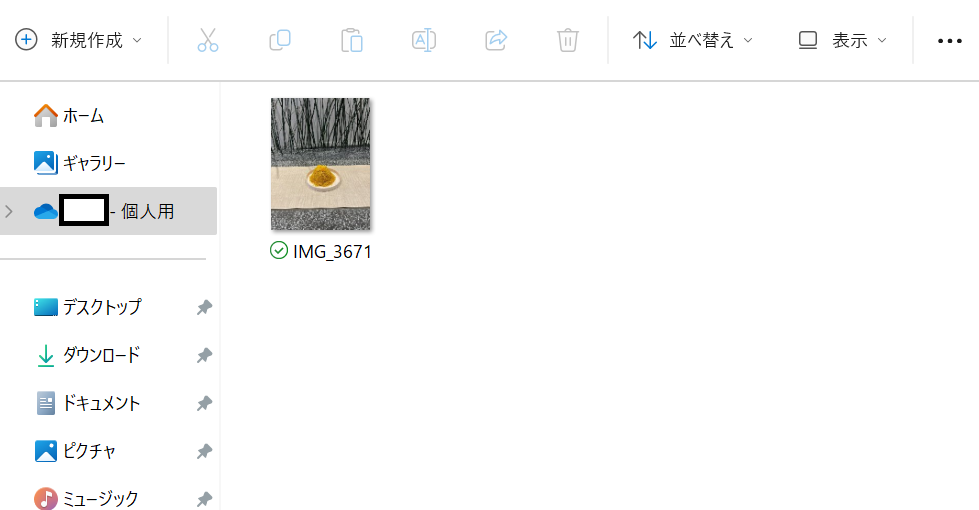 新規作成
並べ替え
表示
ホーム
ギャラリー
- 個人用
IMG_3671
デスクトップ
ダウンロード
ドキュメント
ピクチャ
ミュージック